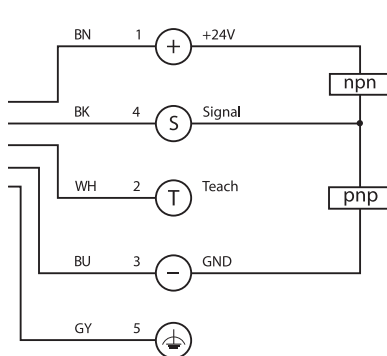 BN 1 + +24V
npn
BK 4 S Signal
WH 2 T Teach
pnp
BU 3 − GND
GY 5